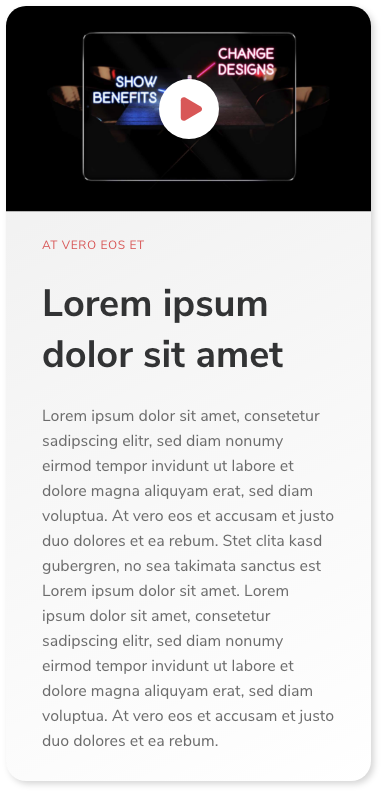 CHANGE
DESIGNS
SHOW
BENEFITS
AT VERO EOS ET
Lorem ipsum
dolor sit amet
Lorem ipsum dolor sit amet, consetetur
sadipscing elitr, sed diam nonumy
eirmod tempor invidunt ut labore et
dolore magna aliquyam erat, sed diam
voluptua. At vero eos et accusam et justo
duo dolores et ea rebum. Stet clita kasd
gubergren, no sea takimata sanctus est
Lorem ipsum dolor sit amet. Lorem
ipsum dolor sit amet, consetetur
sadipscing elitr, sed diam nonumy
eirmod tempor invidunt ut labore et
dolore magna aliquyam erat, sed diam
voluptua. At vero eos et accusam et justo
duo dolores et ea rebum.